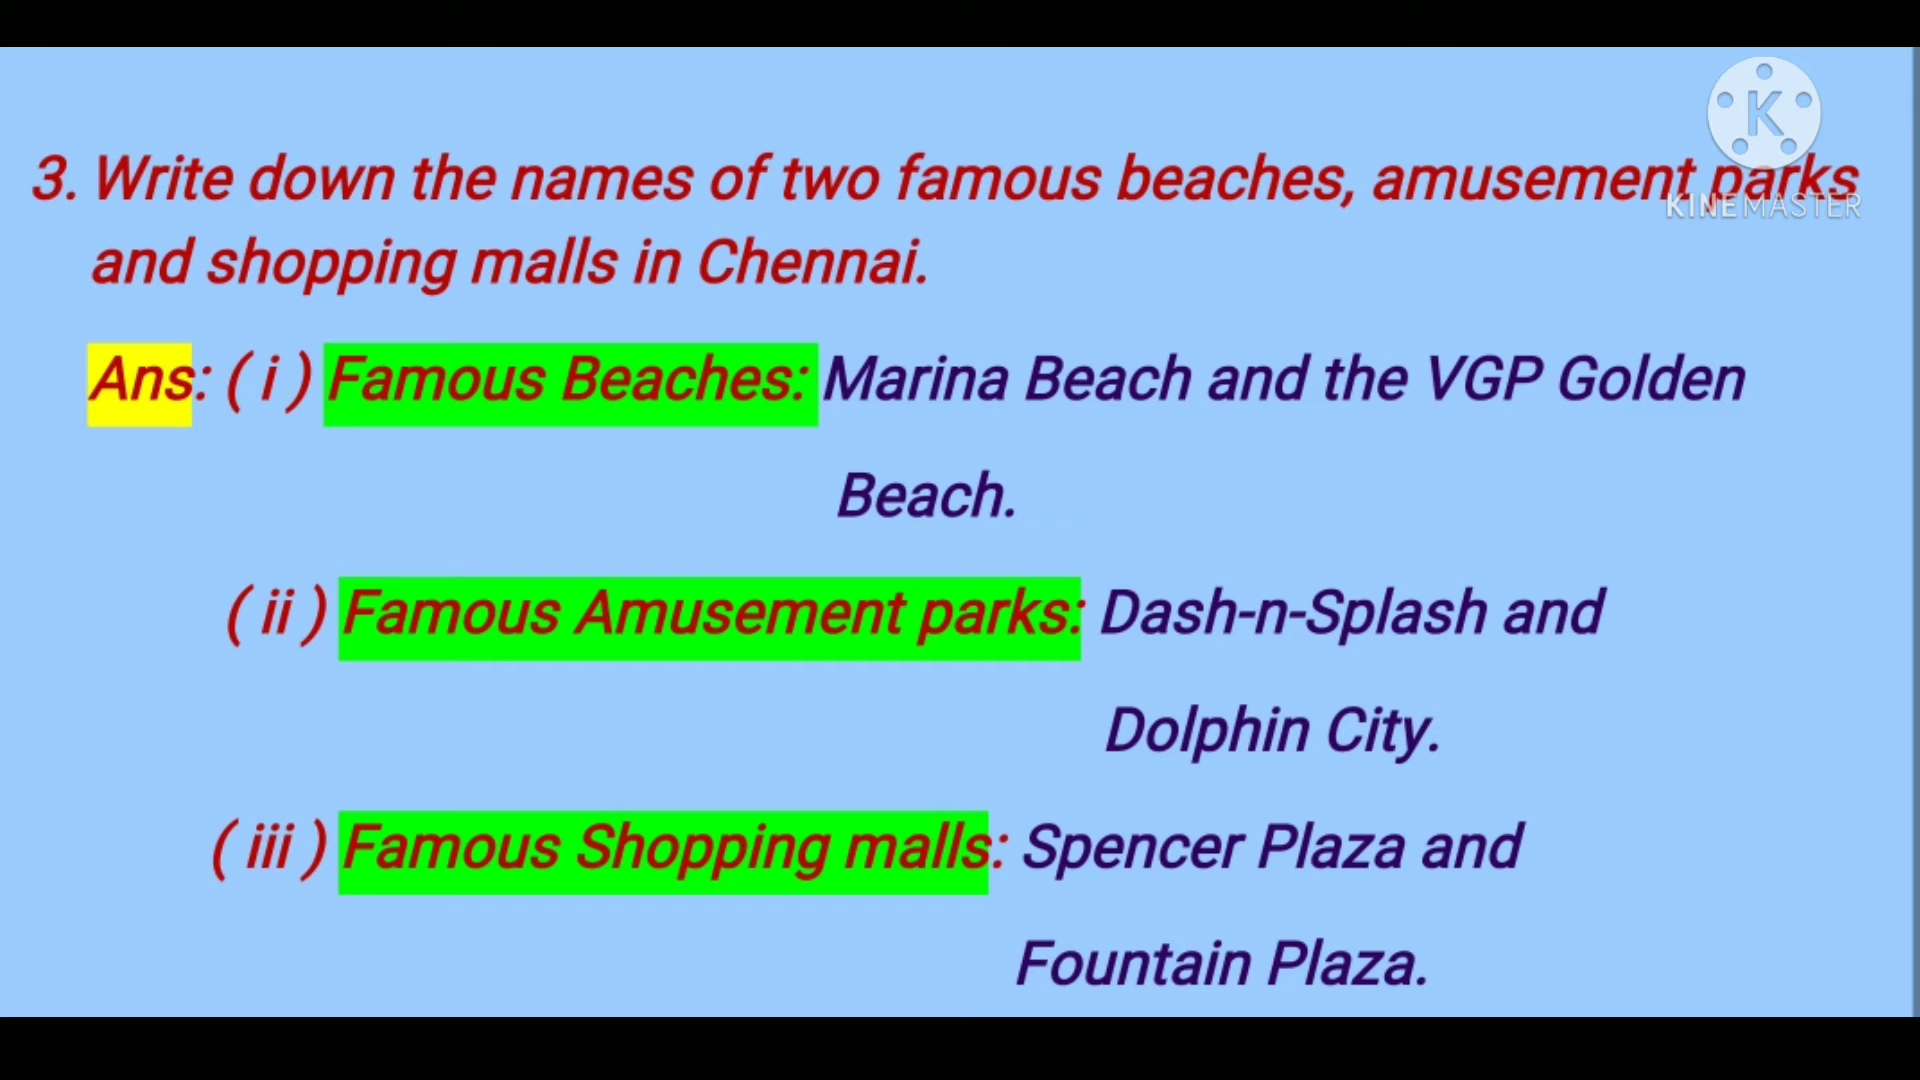 K
KINEMASTER
3. Write down the names of two famous beaches, amusement parks
and shopping malls in Chennai.
Ans: ( i ) Famous Beaches: Marina Beach and the VGP Golden
Beach.
( ii ) Famous Amusement parks: Dash-n-Splash and
Dolphin City.
( iii ) Famous Shopping malls: Spencer Plaza and
Fountain Plaza.